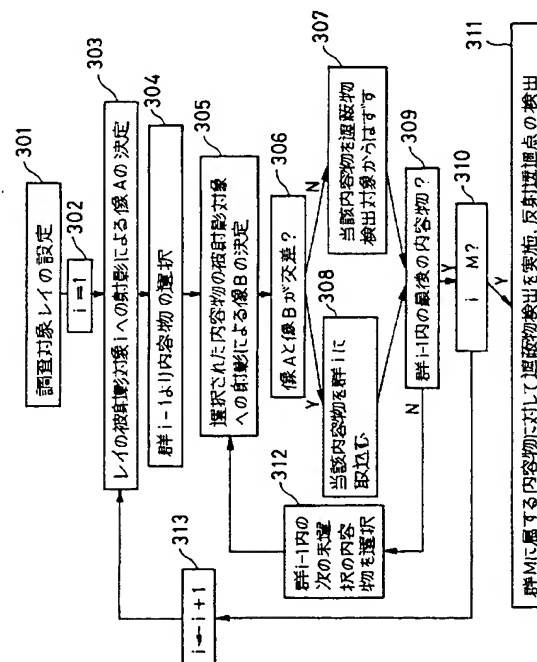 301
調査対象レイの設定
302
i=1
303
レイの被射影対象iへの射影による像Aの決定
304
群i-1より内容物の選択
305
選択された内容物の被射影対象
への射影による像Bの決定
306
像Aと像Bが交差?
Y
N
307
当該内容物を遮蔽物
検出対象からはずす
308
当該内容物を群iに
取込む
309
群i-1内の最後の内容物?
N
Y
310
i M?
Y
311
群Mに属する内容物に対して遮蔽物検出を実施、反射透過点の検出
312
群i-1内の
次の未選
択の内容
物を選択
313
i←i+1